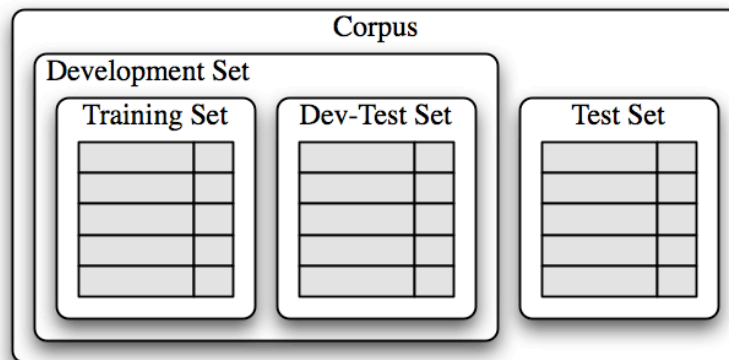 Corpus
Development Set
Training Set
Dev-Test Set
Test Set